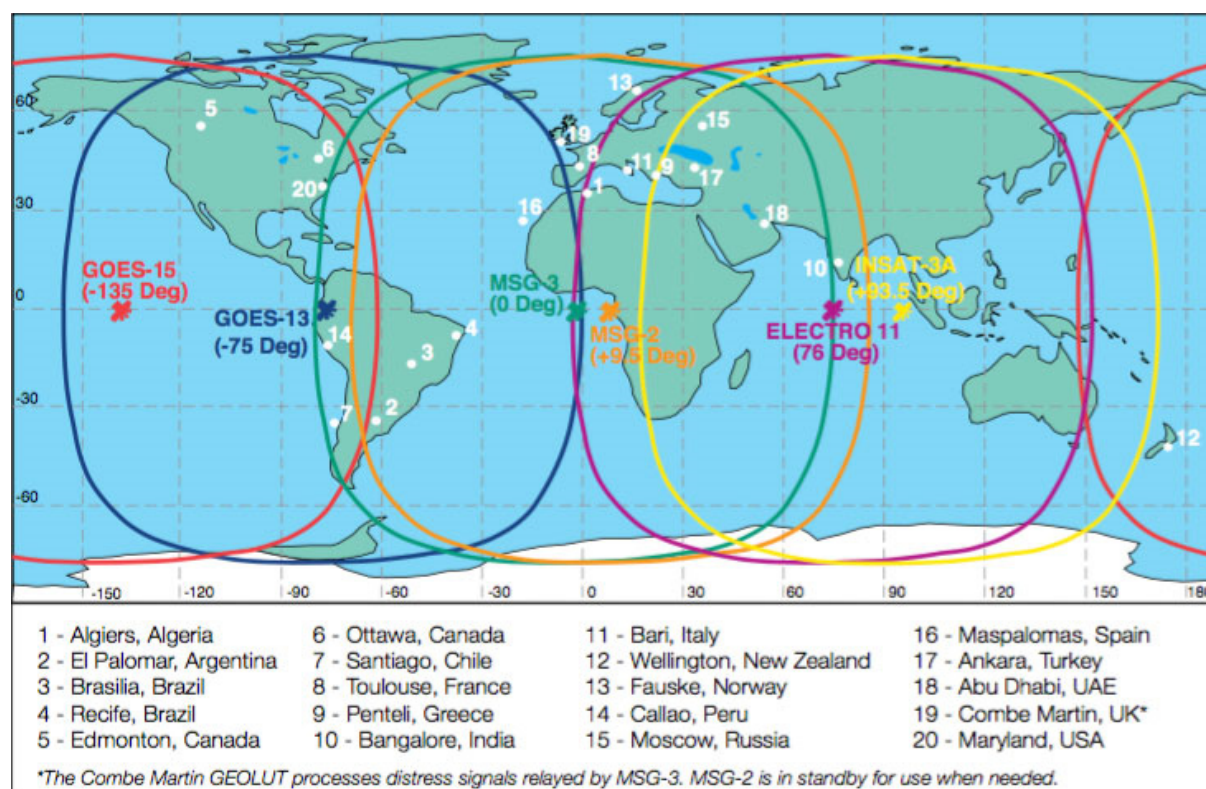 60
30
0
-30
-60
5
6
20
13
19
8
1
11
9
15
17
16
18
10
GOES-15
(-135 Deg)
GOES-13
(-75 Deg)
MSG-3
(0 Deg)
MSG-2
(+9.5 Deg)
ELECTRO 11
(76 Deg)
INSAT-3A
(+93.5 Deg)
14
4
3
7
2
12
-150 -120 -90 -60 -30 0 30 60 90 120 150 180
1 - Algiers, Algeria
2 - El Palomar, Argentina
3 - Brasilia, Brazil
4 - Recife, Brazil
5 - Edmonton, Canada
6 - Ottawa, Canada
7 - Santiago, Chile
8 - Toulouse, France
9 - Penteli, Greece
10 - Bangalore, India
11 - Bari, Italy
12 - Wellington, New Zealand
13 - Fauske, Norway
14 - Callao, Peru
15 - Moscow, Russia
16 - Maspalomas, Spain
17 - Ankara, Turkey
18 - Abu Dhabi, UAE
19 - Combe Martin, UK*
20 - Maryland, USA
*The Combe Martin GEOLUT processes distress signals relayed by MSG-3. MSG-2 is in standby for use when needed.